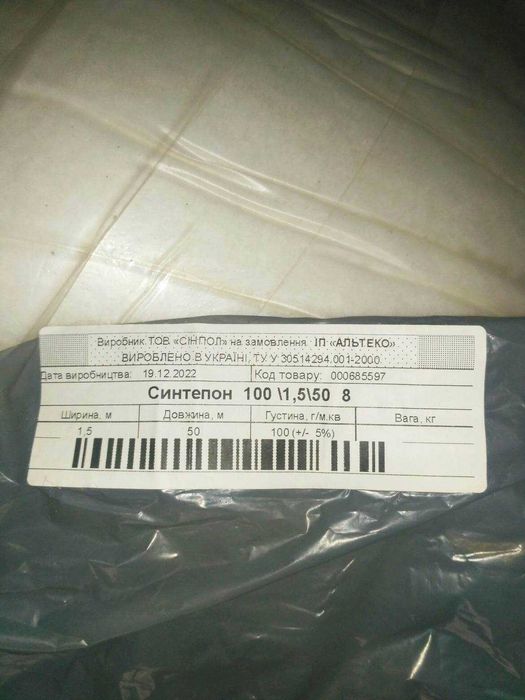 Виробник ТОВ «СІНПОЛ» на замовлення ІП «АЛЬТЕКО»
ВИРОБЛЕНО В УКРАЇНІ, ТУ У 30514294.001-2000
Дата виробництва: 19.12.2022 Код товару: 000685597
Синтепон 100 \1,5\50 8
Ширина, м Довжина, м Густина, г/м.кв Вага, кг
1,5 50 100 (+/- 5%)